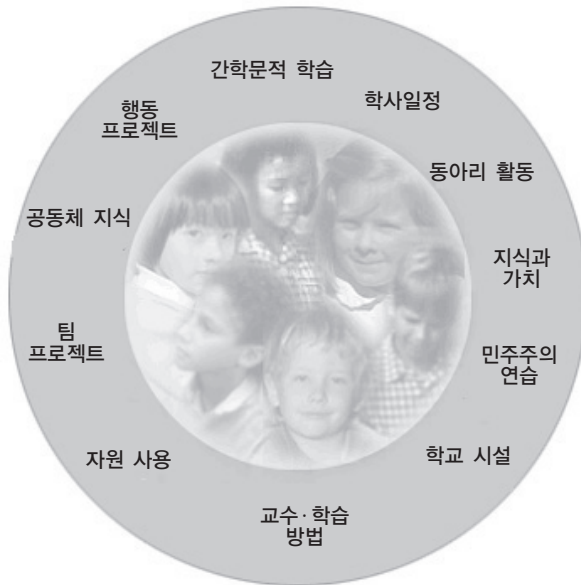 간학문적 학습
학사일정
동아리 활동
지식과
가치
민주주의
연습
학교 시설
교수·학습
방법
자원 사용
팀
프로젝트
공동체 지식
행동
프로젝트